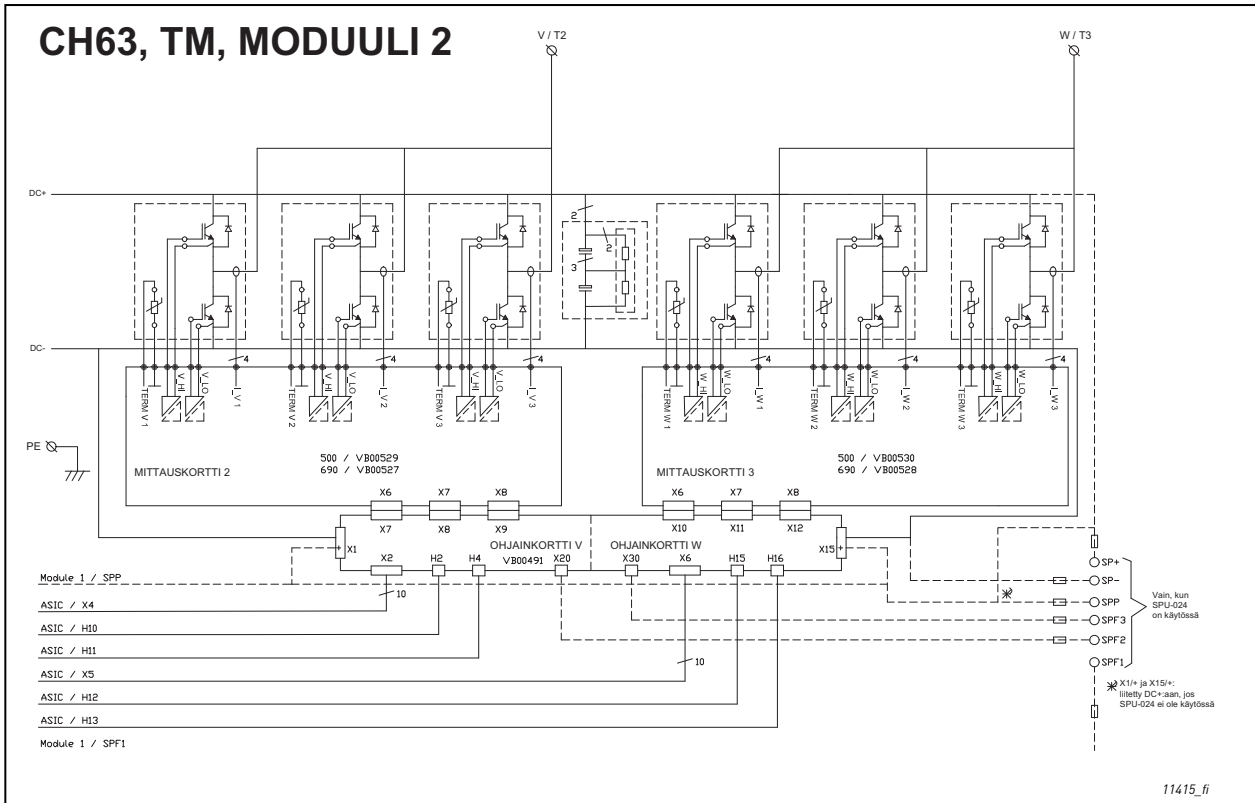 CH63, TM, MODUULI 2
V / T2
W / T3
DC+
2
2
3
DC-
4
4
4
4
4
4
TERM V 1
V_HI
V_LO
I_V 1
TERM V 2
V_HI
V_LO
I_V 2
TERM V 3
V_HI
V_LO
I_V 3
TERM W 1
W_HI
W_LO
I_W 1
TERM W 2
W_HI
W_LO
I_W 2
TERM W 3
W_HI
W_LO
I_W 3
PE
MITTAUSKORTTI 2
500 / VB00529
690 / VB00527
MITTAUSKORTTI 3
500 / VB00530
690 / VB00528
X6
X7
X8
X6
X7
X8
X7
X8
X9
X10
X11
X12
+ X1
OHJAINKORTTI V
VB00491
OHJAINKORTTI W
X15 +
X2
H2
H4
X20
X30
X6
H15
H16
Module 1 / SPP
10
ASIC / X4
ASIC / H10
ASIC / H11
10
ASIC / X5
ASIC / H12
ASIC / H13
Module 1 / SPF1
SP+
SP-
SPP
SPF3
SPF2
SPF1
Vain, kun
SPU-024
on käytössä
X1/+ ja X15/+:
liitetty DC+:aan, jos
SPU-024 ei ole käytössä
11415_fi